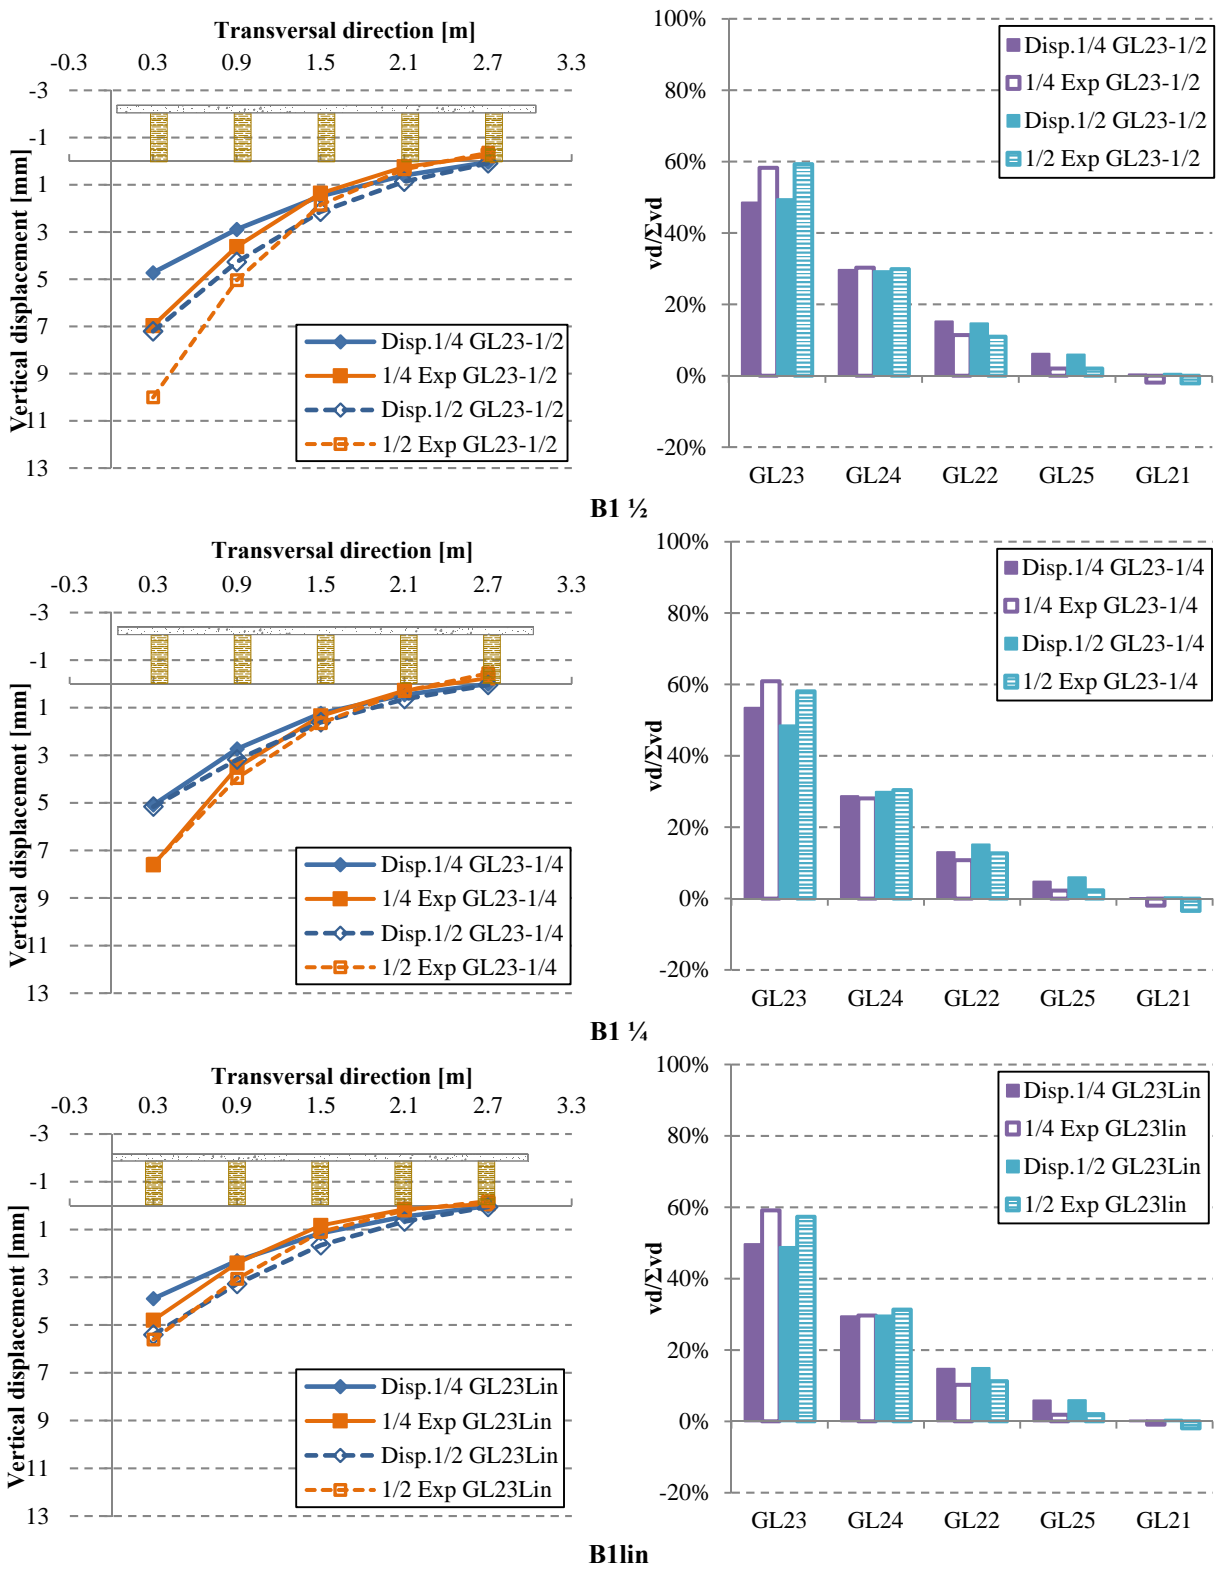 Transversal direction [m]
-0.3 0.3 0.9 1.5 2.1 2.7 3.3
-3
-1
1
3
5
7
9
11
13
Vertical displacement [mm]
Disp.1/4 GL23-1/2
1/4 Exp GL23-1/2
Disp.1/2 GL23-1/2
1/2 Exp GL23-1/2
100%
80%
60%
40%
20%
0%
-20%
vd/Σvd
Disp.1/4 GL23-1/2
1/4 Exp GL23-1/2
Disp.1/2 GL23-1/2
1/2 Exp GL23-1/2
GL23 GL24 GL22 GL25 GL21
B1 ½
Transversal direction [m]
-0.3 0.3 0.9 1.5 2.1 2.7 3.3
-3
-1
1
3
5
7
9
11
13
Vertical displacement [mm]
Disp.1/4 GL23-1/4
1/4 Exp GL23-1/4
Disp.1/2 GL23-1/4
1/2 Exp GL23-1/4
100%
80%
60%
40%
20%
0%
-20%
vd/Σvd
Disp.1/4 GL23-1/4
1/4 Exp GL23-1/4
Disp.1/2 GL23-1/4
1/2 Exp GL23-1/4
GL23 GL24 GL22 GL25 GL21
B1 ¼
Transversal direction [m]
-0.3 0.3 0.9 1.5 2.1 2.7 3.3
-3
-1
1
3
5
7
9
11
13
Vertical displacement [mm]
Disp.1/4 GL23Lin
1/4 Exp GL23Lin
Disp.1/2 GL23Lin
1/2 Exp GL23Lin
100%
80%
60%
40%
20%
0%
-20%
vd/Σvd
Disp.1/4 GL23Lin
1/4 Exp GL23lin
Disp.1/2 GL23Lin
1/2 Exp GL23lin
GL23 GL24 GL22 GL25 GL21
B1lin